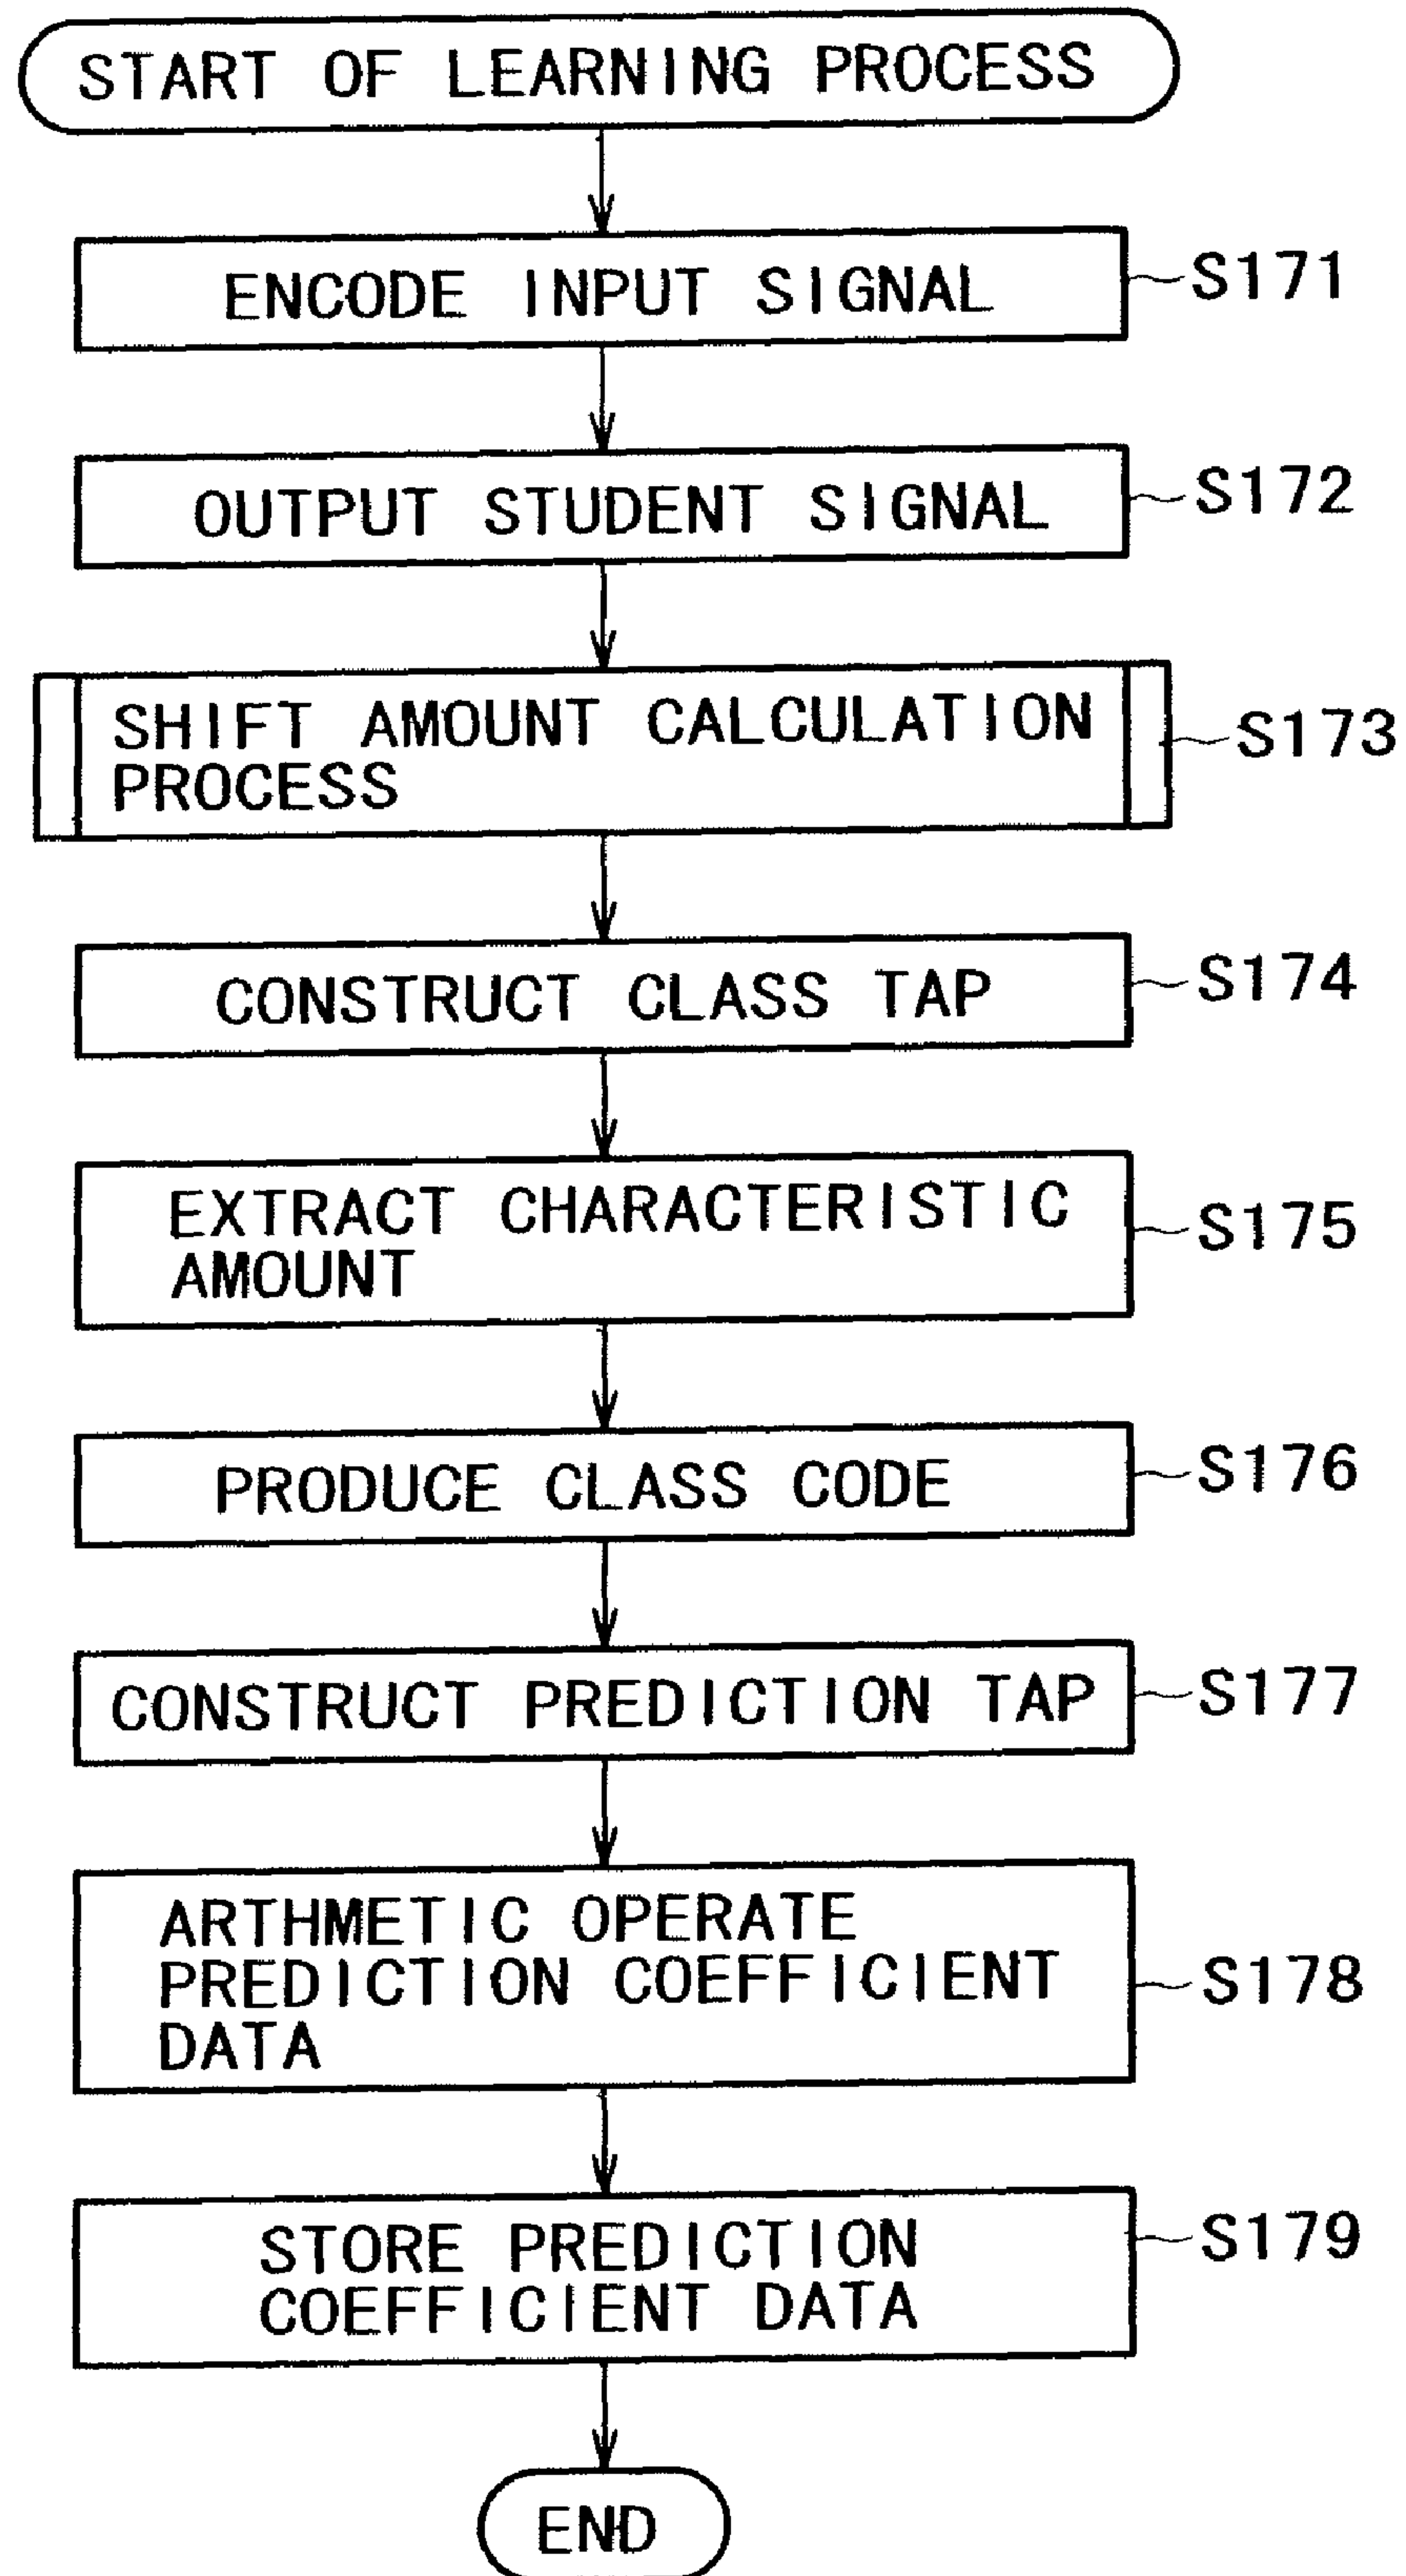 START OF LEARNING PROCESS
ENCODE INPUT SIGNAL
S171
OUTPUT STUDENT SIGNAL
S172
SHIFT AMOUNT CALCULATION
PROCESS
S173
CONSTRUCT CLASS TAP
S174
EXTRACT CHARACTERISTIC
AMOUNT
S175
PRODUCE CLASS CODE
S176
CONSTRUCT PREDICTION TAP
S177
ARTHMETIC OPERATE
PREDICTION COEFFICIENT
DATA
S178
STORE PREDICTION
COEFFICIENT DATA
S179
END